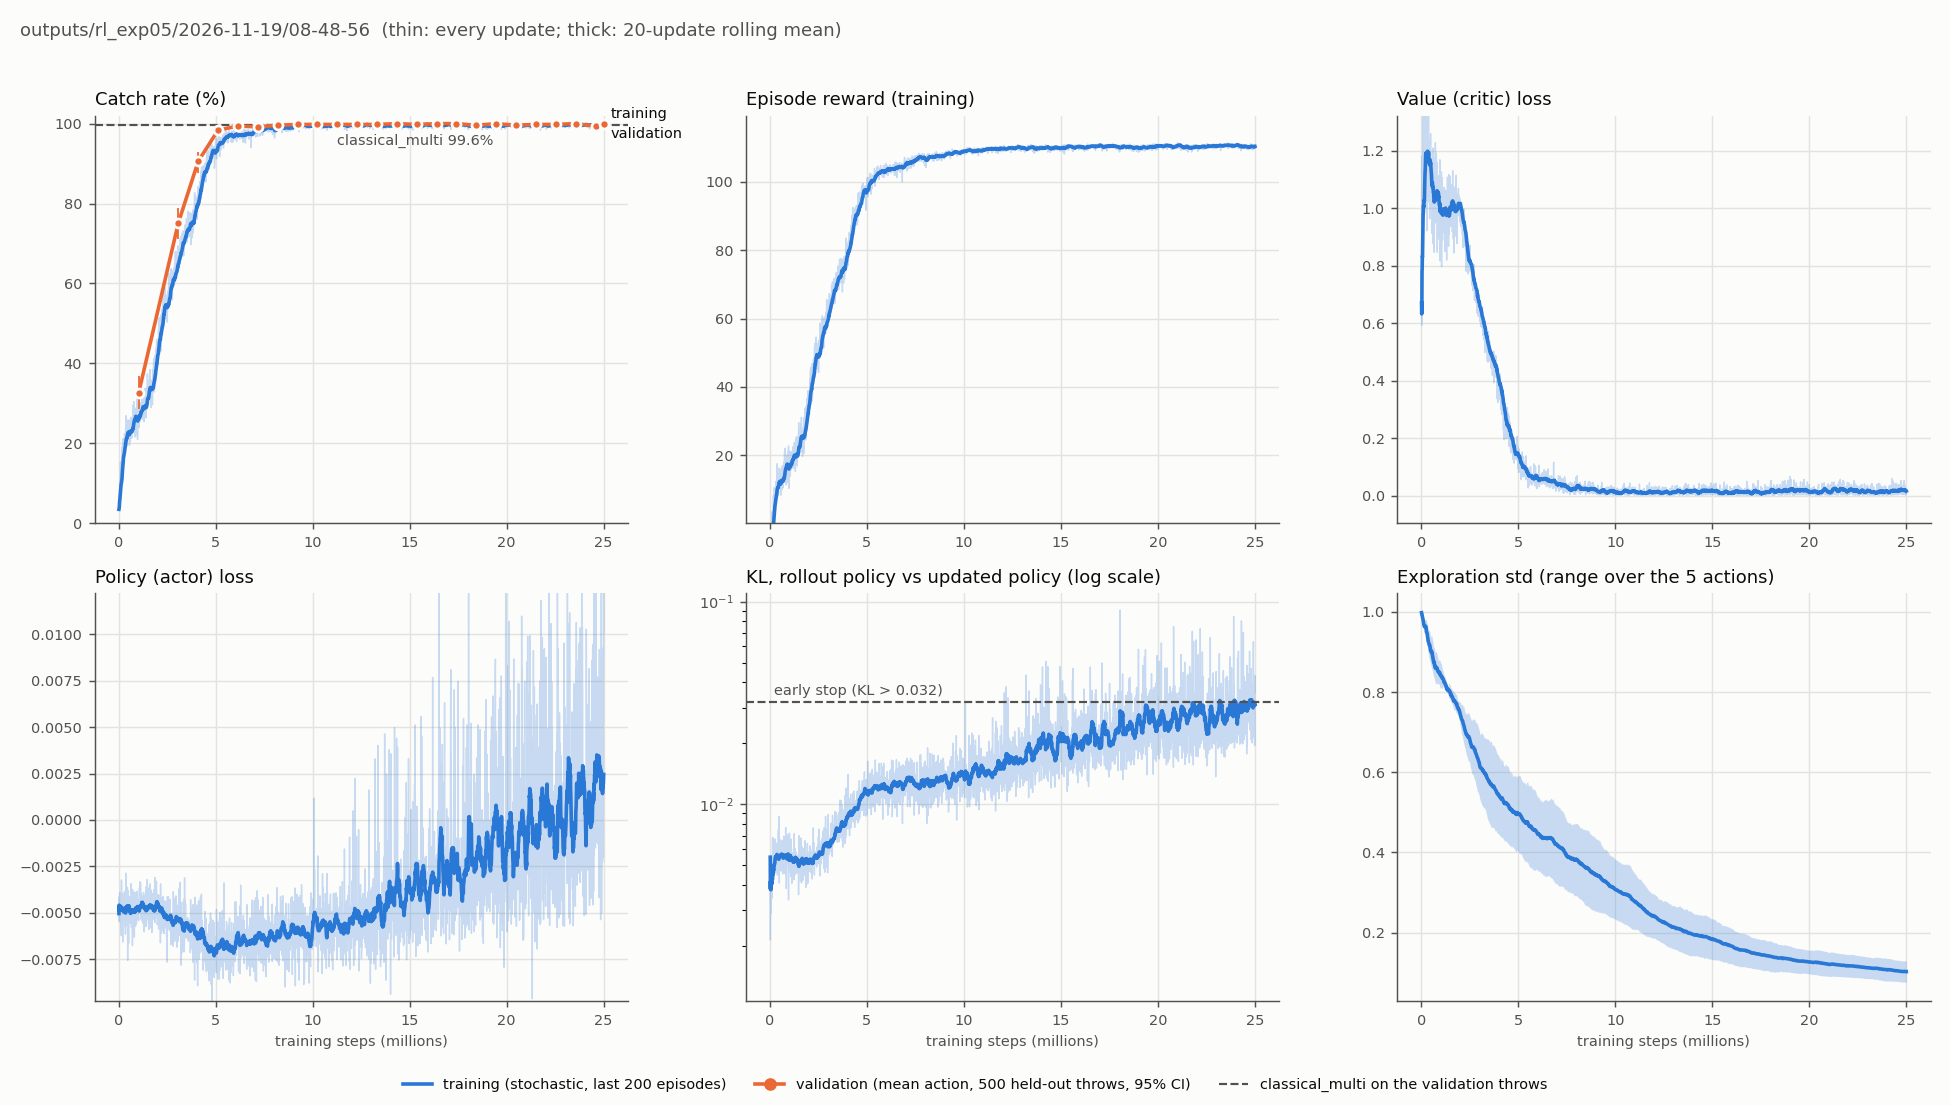 outputs/rl_exp05/2026-11-19/08-48-56  (thin: every update; thick: 20-update rolling mean)
Catch rate (%)
100
80
60
40
20
0
0 5 10 15 20 25
training
validation
classical_multi 99.6%
Episode reward (training)
100
80
60
40
20
0 5 10 15 20 25
Value (critic) loss
1.2
1.0
0.8
0.6
0.4
0.2
0.0
0 5 10 15 20 25
Policy (actor) loss
0.0100
0.0075
0.0050
0.0025
0.0000
−0.0025
−0.0050
−0.0075
0 5 10 15 20 25
training steps (millions)
KL, rollout policy vs updated policy (log scale)
10⁻¹
early stop (KL > 0.032)
10⁻²
0 5 10 15 20 25
training steps (millions)
Exploration std (range over the 5 actions)
1.0
0.8
0.6
0.4
0.2
0 5 10 15 20 25
training steps (millions)
training (stochastic, last 200 episodes)
validation (mean action, 500 held-out throws, 95% CI)
classical_multi on the validation throws